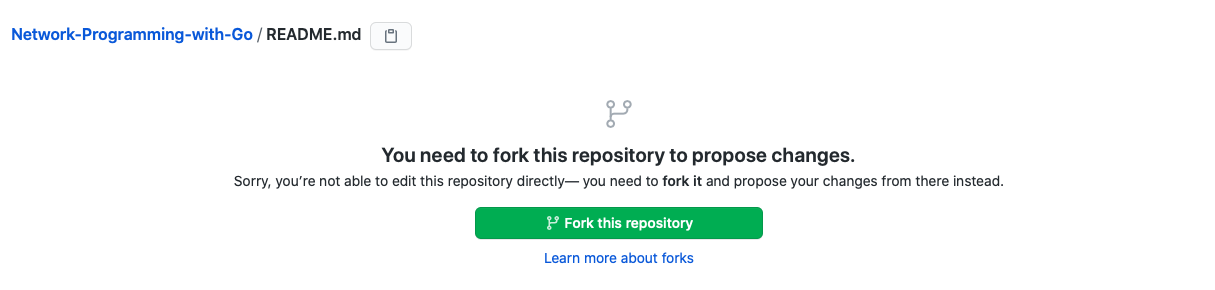 Network-Programming-with-Go / README.md
You need to fork this repository to propose changes.
Sorry, you’re not able to edit this repository directly— you need to fork it and propose your changes from there instead.
Fork this repository
Learn more about forks